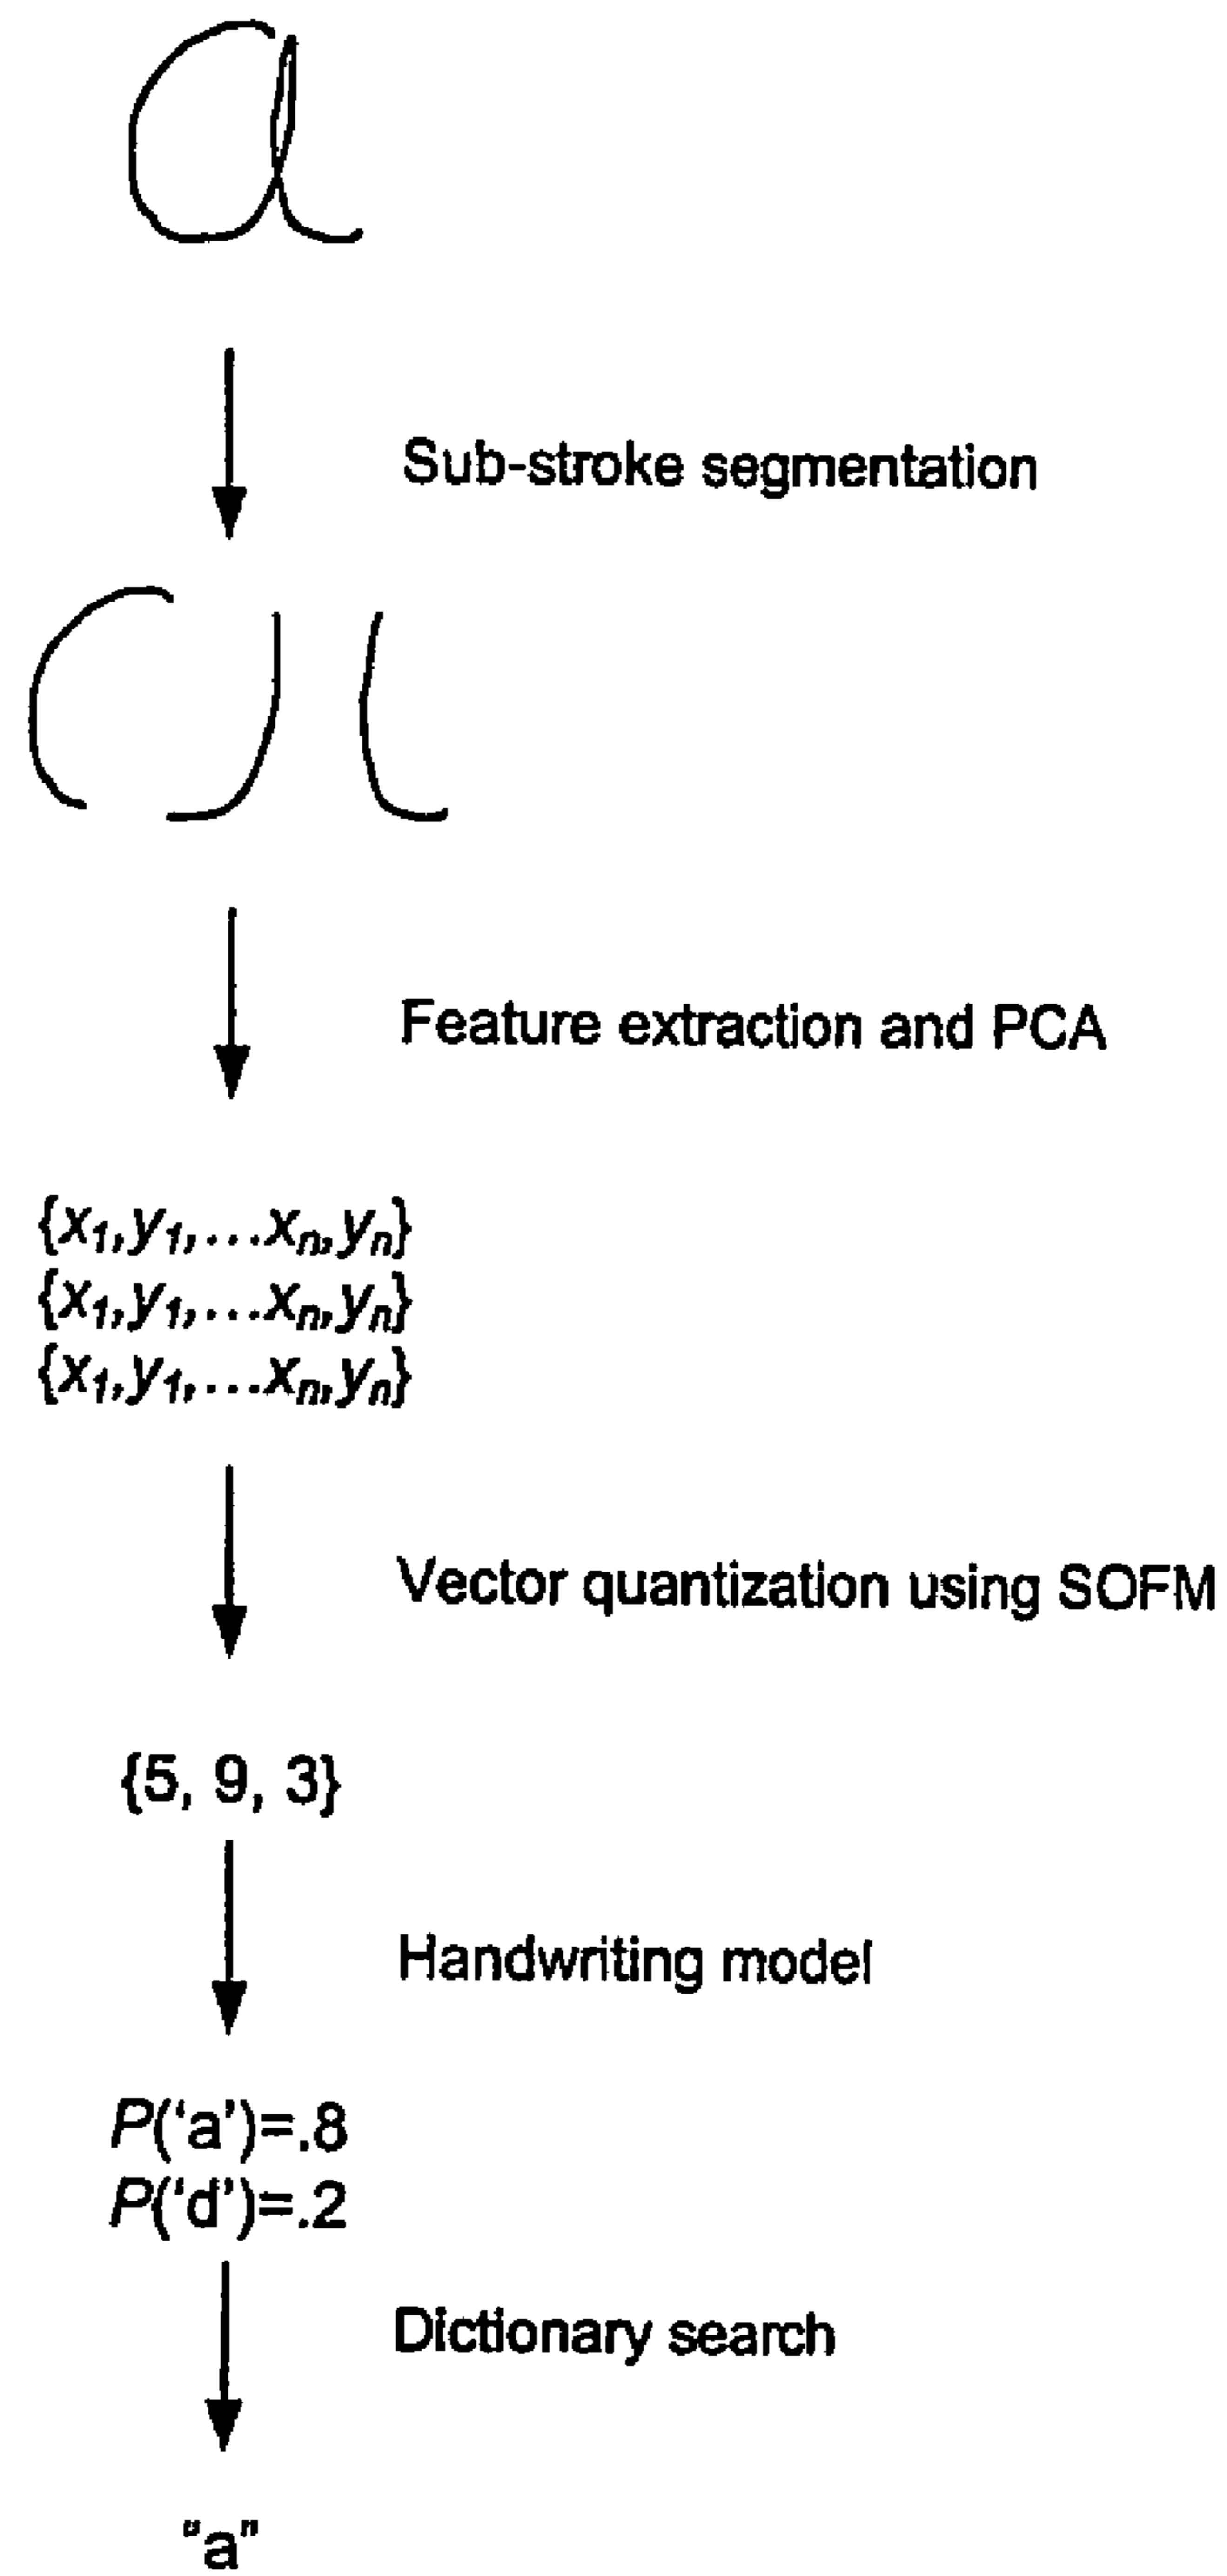 a
Sub-stroke segmentation
Feature extraction and PCA
{x₁,y₁,...xₙ,yₙ}
{x₁,y₁,...xₙ,yₙ}
{x₁,y₁,...xₙ,yₙ}
Vector quantization using SOFM
{5, 9, 3}
Handwriting model
P(‘a’)=.8
P(‘d’)=.2
Dictionary search
"a"